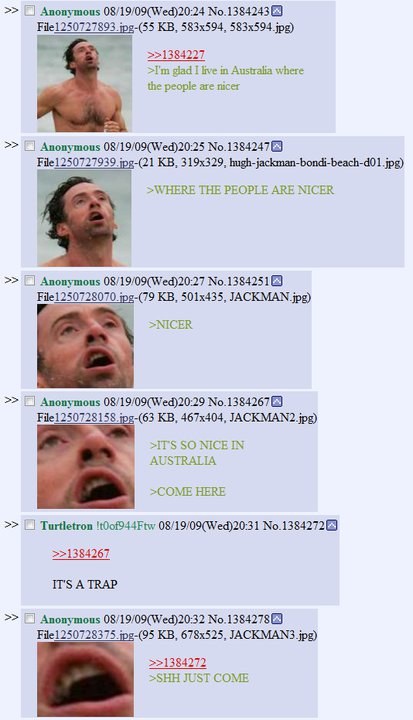 >> Anonymous 08/19/09(Wed)20:24 No.1384243
File1250727893.jpg-(55 KB, 583x594, 583x594.jpg)
>>1384227
>I'm glad I live in Australia where
the people are nicer
>> Anonymous 08/19/09(Wed)20:25 No.1384247
File1250727939.jpg-(21 KB, 319x329, hugh-jackman-bondi-beach-d01.jpg)
>WHERE THE PEOPLE ARE NICER
>> Anonymous 08/19/09(Wed)20:27 No.1384251
File1250728070.jpg-(79 KB, 501x435, JACKMAN.jpg)
>NICER
>> Anonymous 08/19/09(Wed)20:29 No.1384267
File1250728158.jpg-(63 KB, 467x404, JACKMAN2.jpg)
>IT'S SO NICE IN
AUSTRALIA
>COME HERE
>> Turtletron !t0of944Ftw 08/19/09(Wed)20:31 No.1384272
>>1384267
IT'S A TRAP
>> Anonymous 08/19/09(Wed)20:32 No.1384278
File1250728375.jpg-(95 KB, 678x525, JACKMAN3.jpg)
>>1384272
>SHH JUST COME